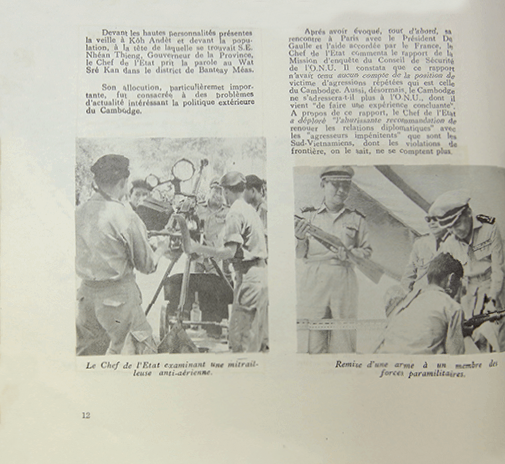 Devant les hautes personnalités présentes
la veille à Kôh Andèt et devant la popu-
lation, à la tête de laquelle se trouvait S.E.
Nhéan Thieng, Gouverneur de la Province,
le Chef de l'Etat prit la parole au Wat
Srê Kan dans le district de Banteay Méas.
Son allocution, particulièrement impor-
tante, fut consacrée à des problèmes
d'actualité intéressant la politique extérieure
du Cambodge.
Après avoir évoqué, tout d'abord, sa
rencontre à Paris avec le Président De
Gaulle et l'aide accordée par la France, le
Chef de l'Etat commenta le rapport de la
Mission d'enquête du Conseil de Sécurité
de l'O.N.U. Il constata que ce rapport
n'avait tenu aucun compte de la position de
victime d'agressions répétées qui est celle
du Cambodge. Aussi, désormais, le Cambodge
ne s'adressera-t-il plus à l'O.N.U., dont il
vient "de faire une expérience concluante".
A propos de ce rapport, le Chef de l'Etat
a déploré "l'ahurissante recommandation de
renouer les relations diplomatiques" avec
les "agresseurs impénitents" que sont les
Sud-Vietnamiens, dont les violations de
frontière, on le sait, ne se comptent plus.
Le Chef de l'Etat examinant une mitrail-
leuse anti-aérienne.
Remise d'une arme à un membre des
forces paramilitaires.
12